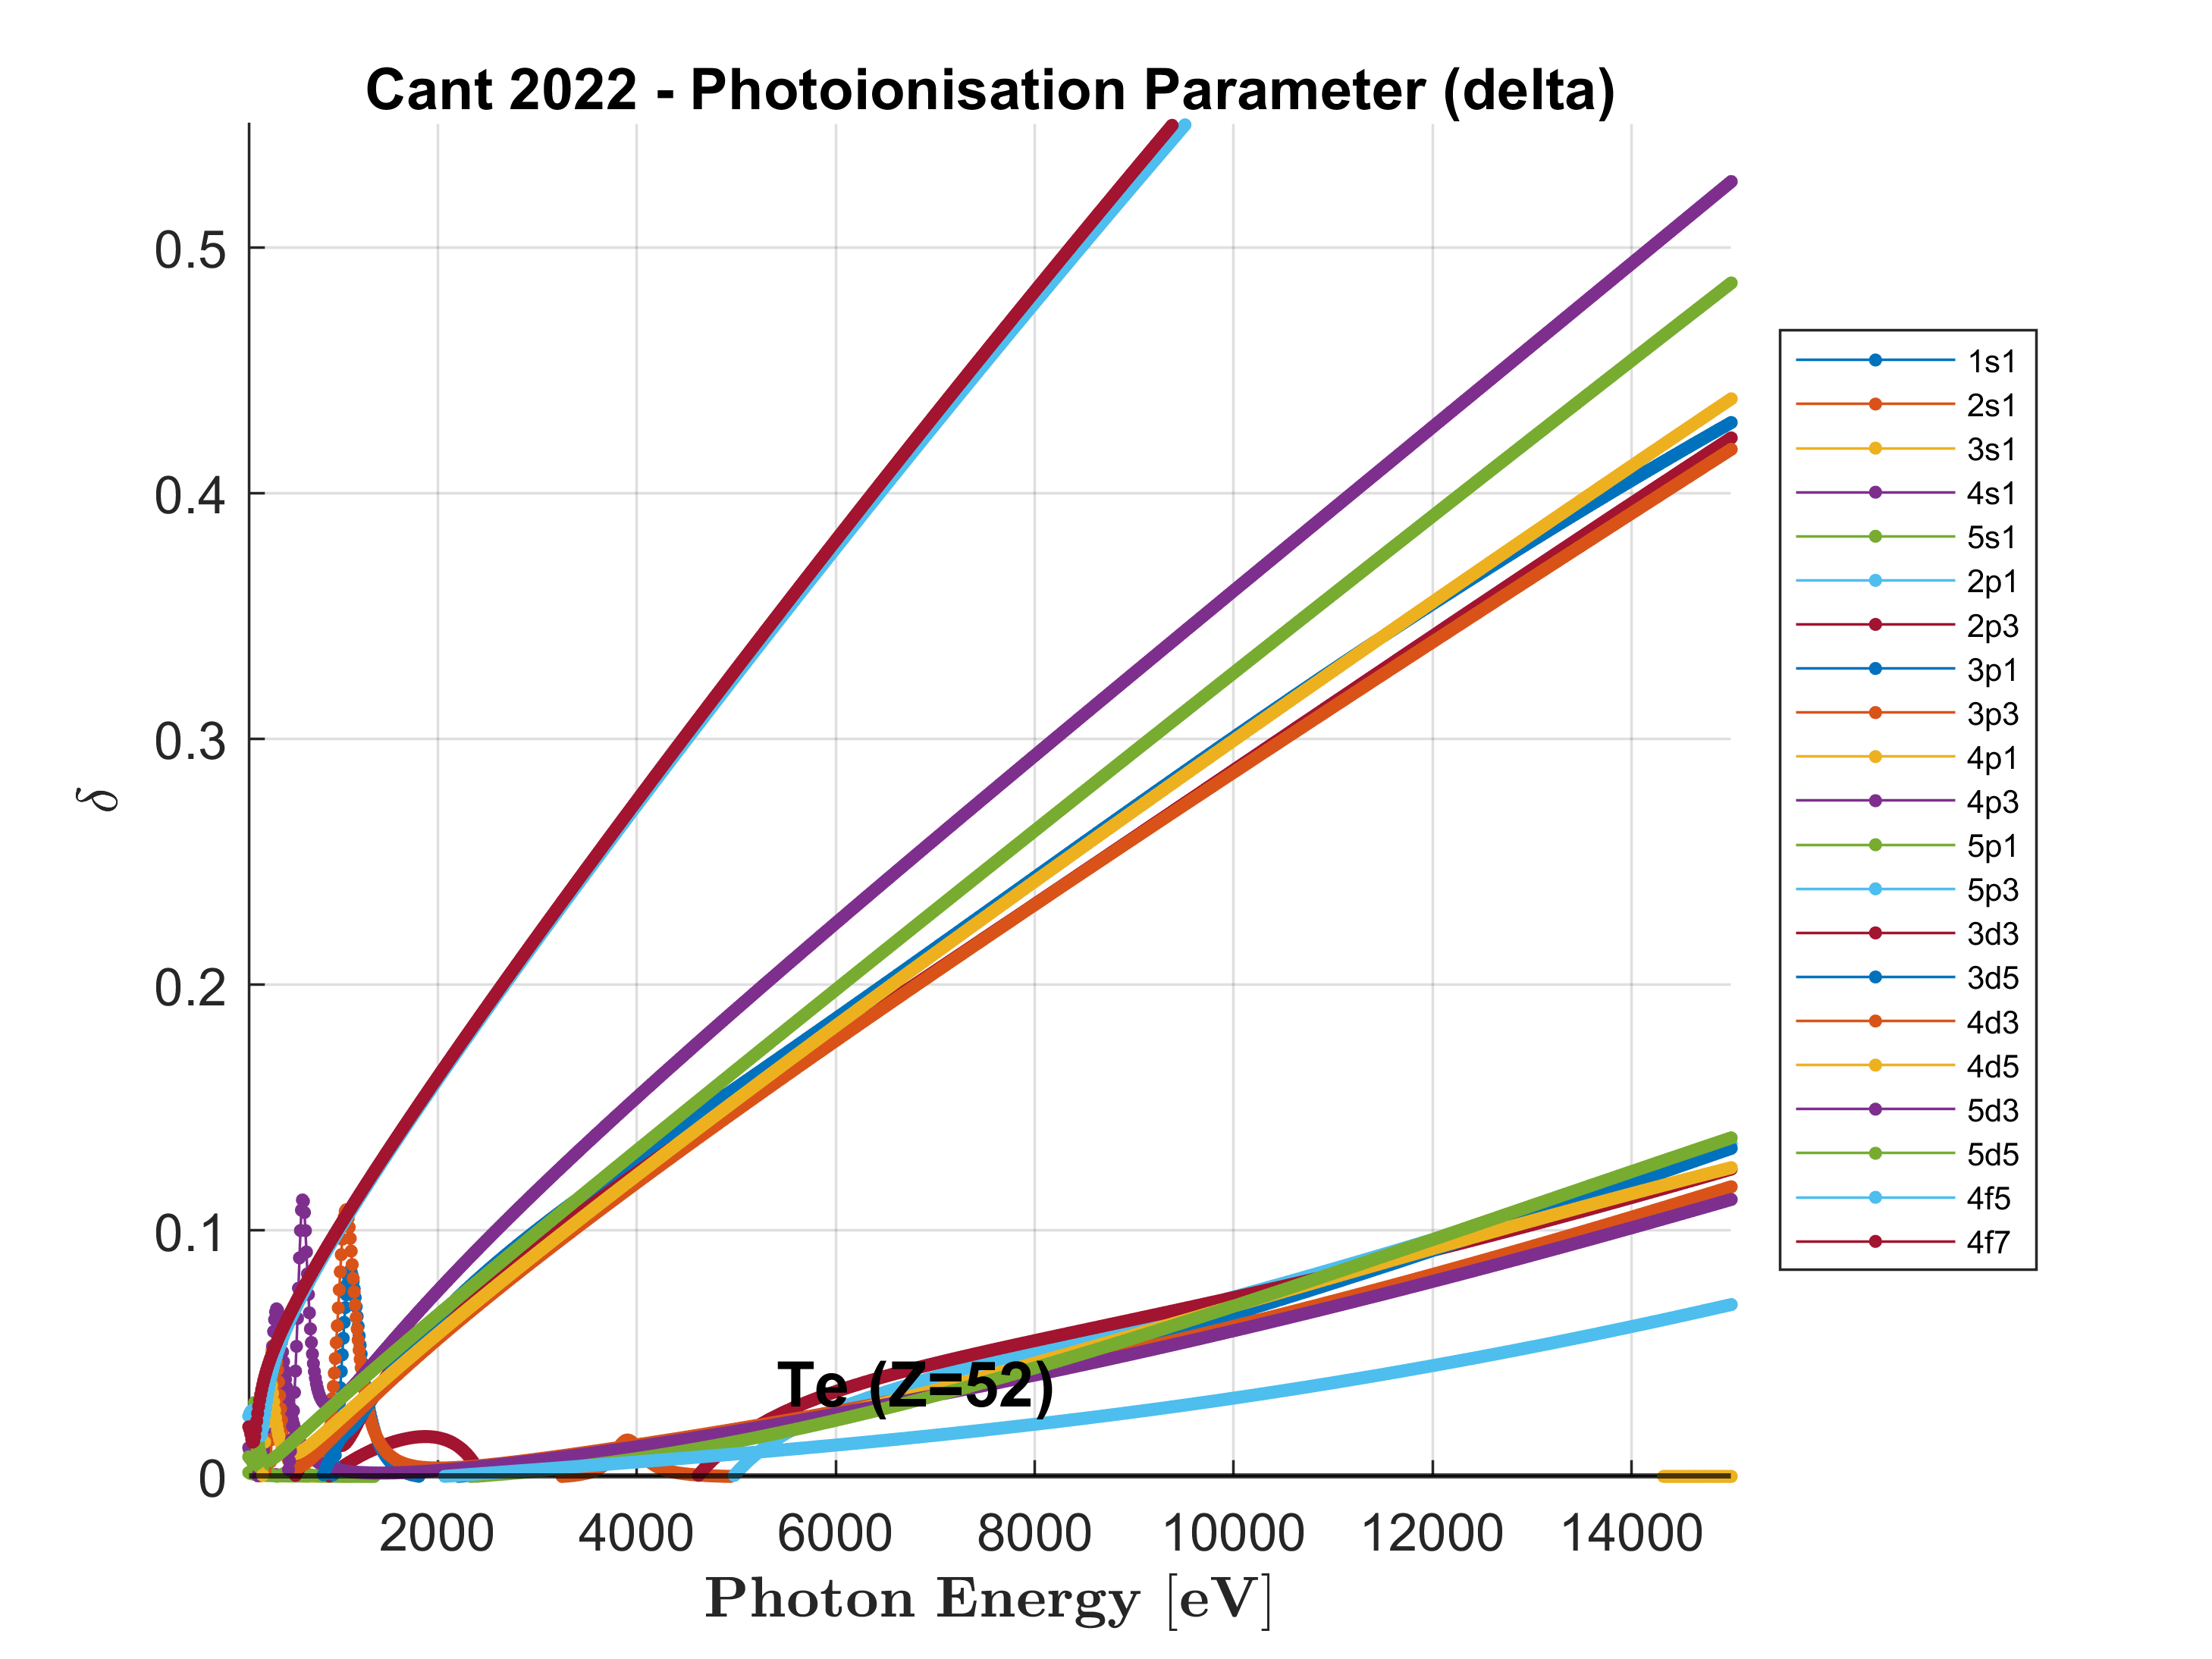 Cant 2022 - Photoionisation Parameter (delta)
0.5
0.4
0.3
0.2
0.1
0
δ
2000 4000 6000 8000 10000 12000 14000
Photon Energy [eV]
Te (Z=52)
1s1
2s1
3s1
4s1
5s1
2p1
2p3
3p1
3p3
4p1
4p3
5p1
5p3
3d3
3d5
4d3
4d5
5d3
5d5
4f5
4f7